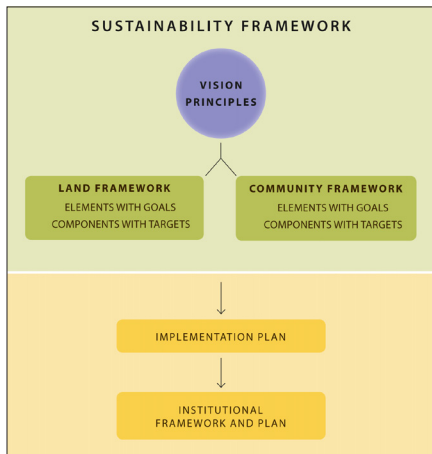 SUSTAINABILITY FRAMEWORK
VISION
PRINCIPLES
LAND FRAMEWORK
ELEMENTS WITH GOALS
COMPONENTS WITH TARGETS
COMMUNITY FRAMEWORK
ELEMENTS WITH GOALS
COMPONENTS WITH TARGETS
IMPLEMENTATION PLAN
INSTITUTIONAL
FRAMEWORK AND PLAN